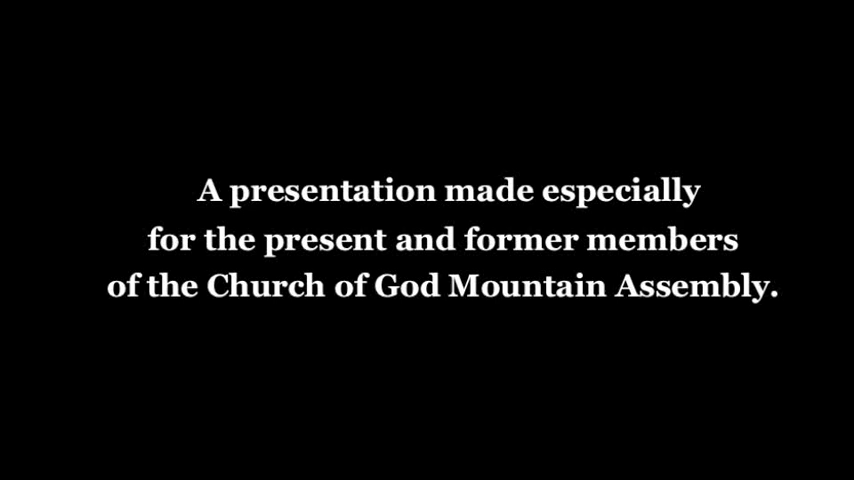 A presentation made especially
for the present and former members
of the Church of God Mountain Assembly.